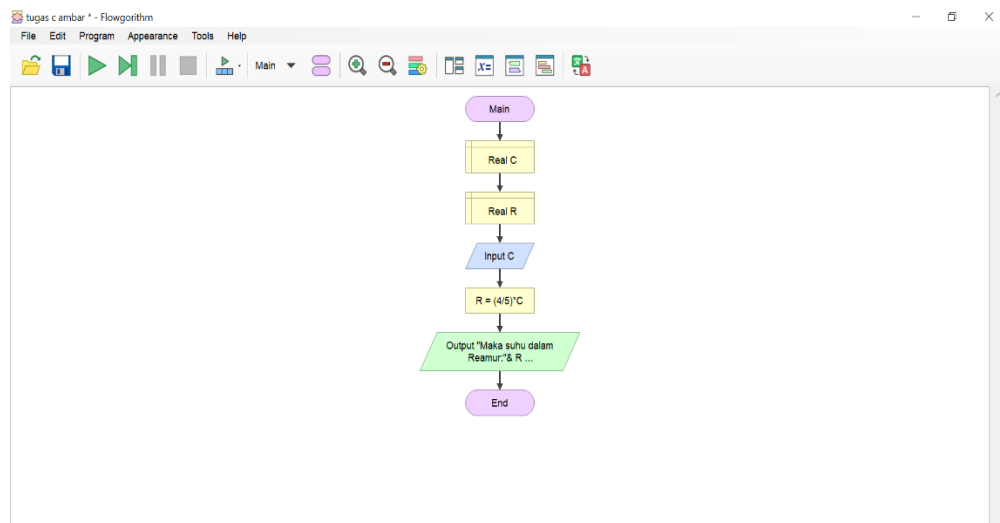 tugas c ambar * - Flowgorithm
File Edit Program Appearance Tools Help
Main
x=
Main
Real C
Real R
Input C
R = (4/5)*C
Output "Maka suhu dalam
Reamur:"& R ...
End